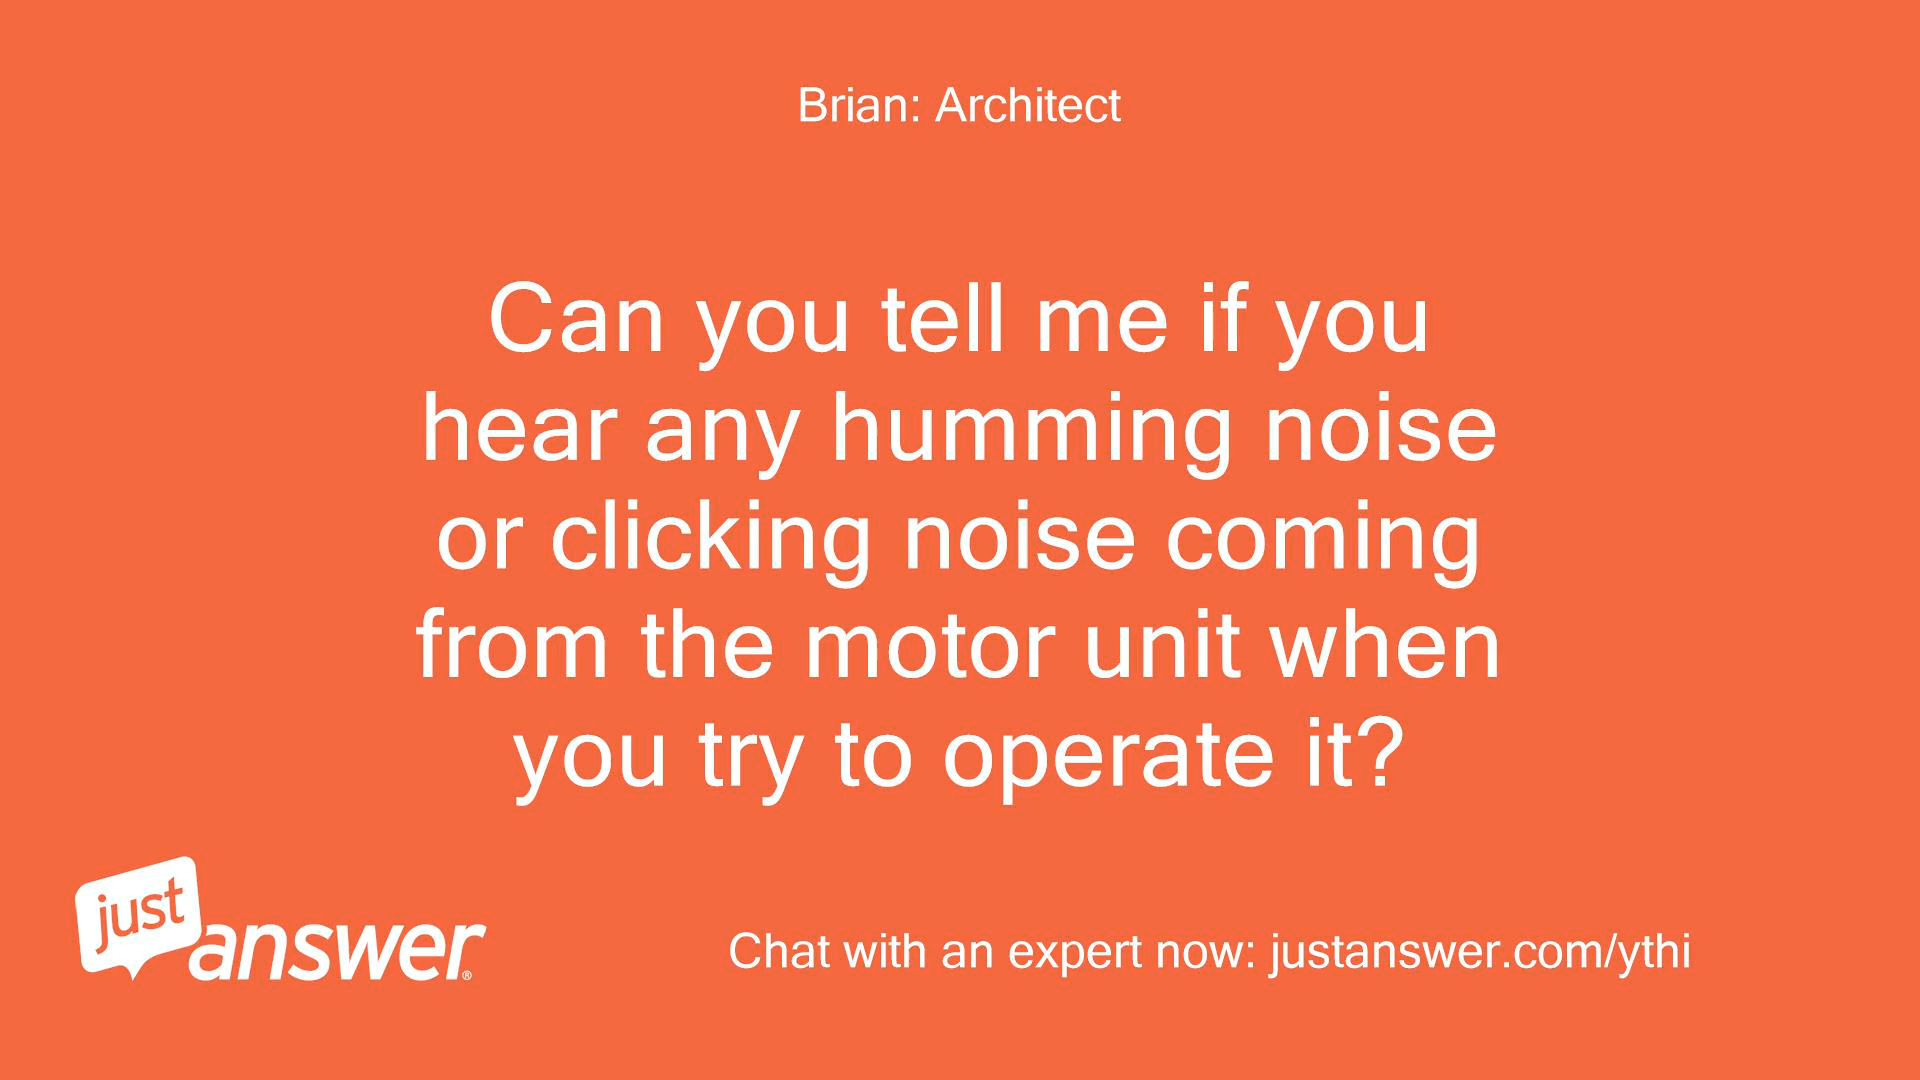 Brian: Architect
Can you tell me if you
hear any humming noise
or clicking noise coming
from the motor unit when
you try to operate it?
just
answer®
Chat with an expert now: justanswer.com/ythi